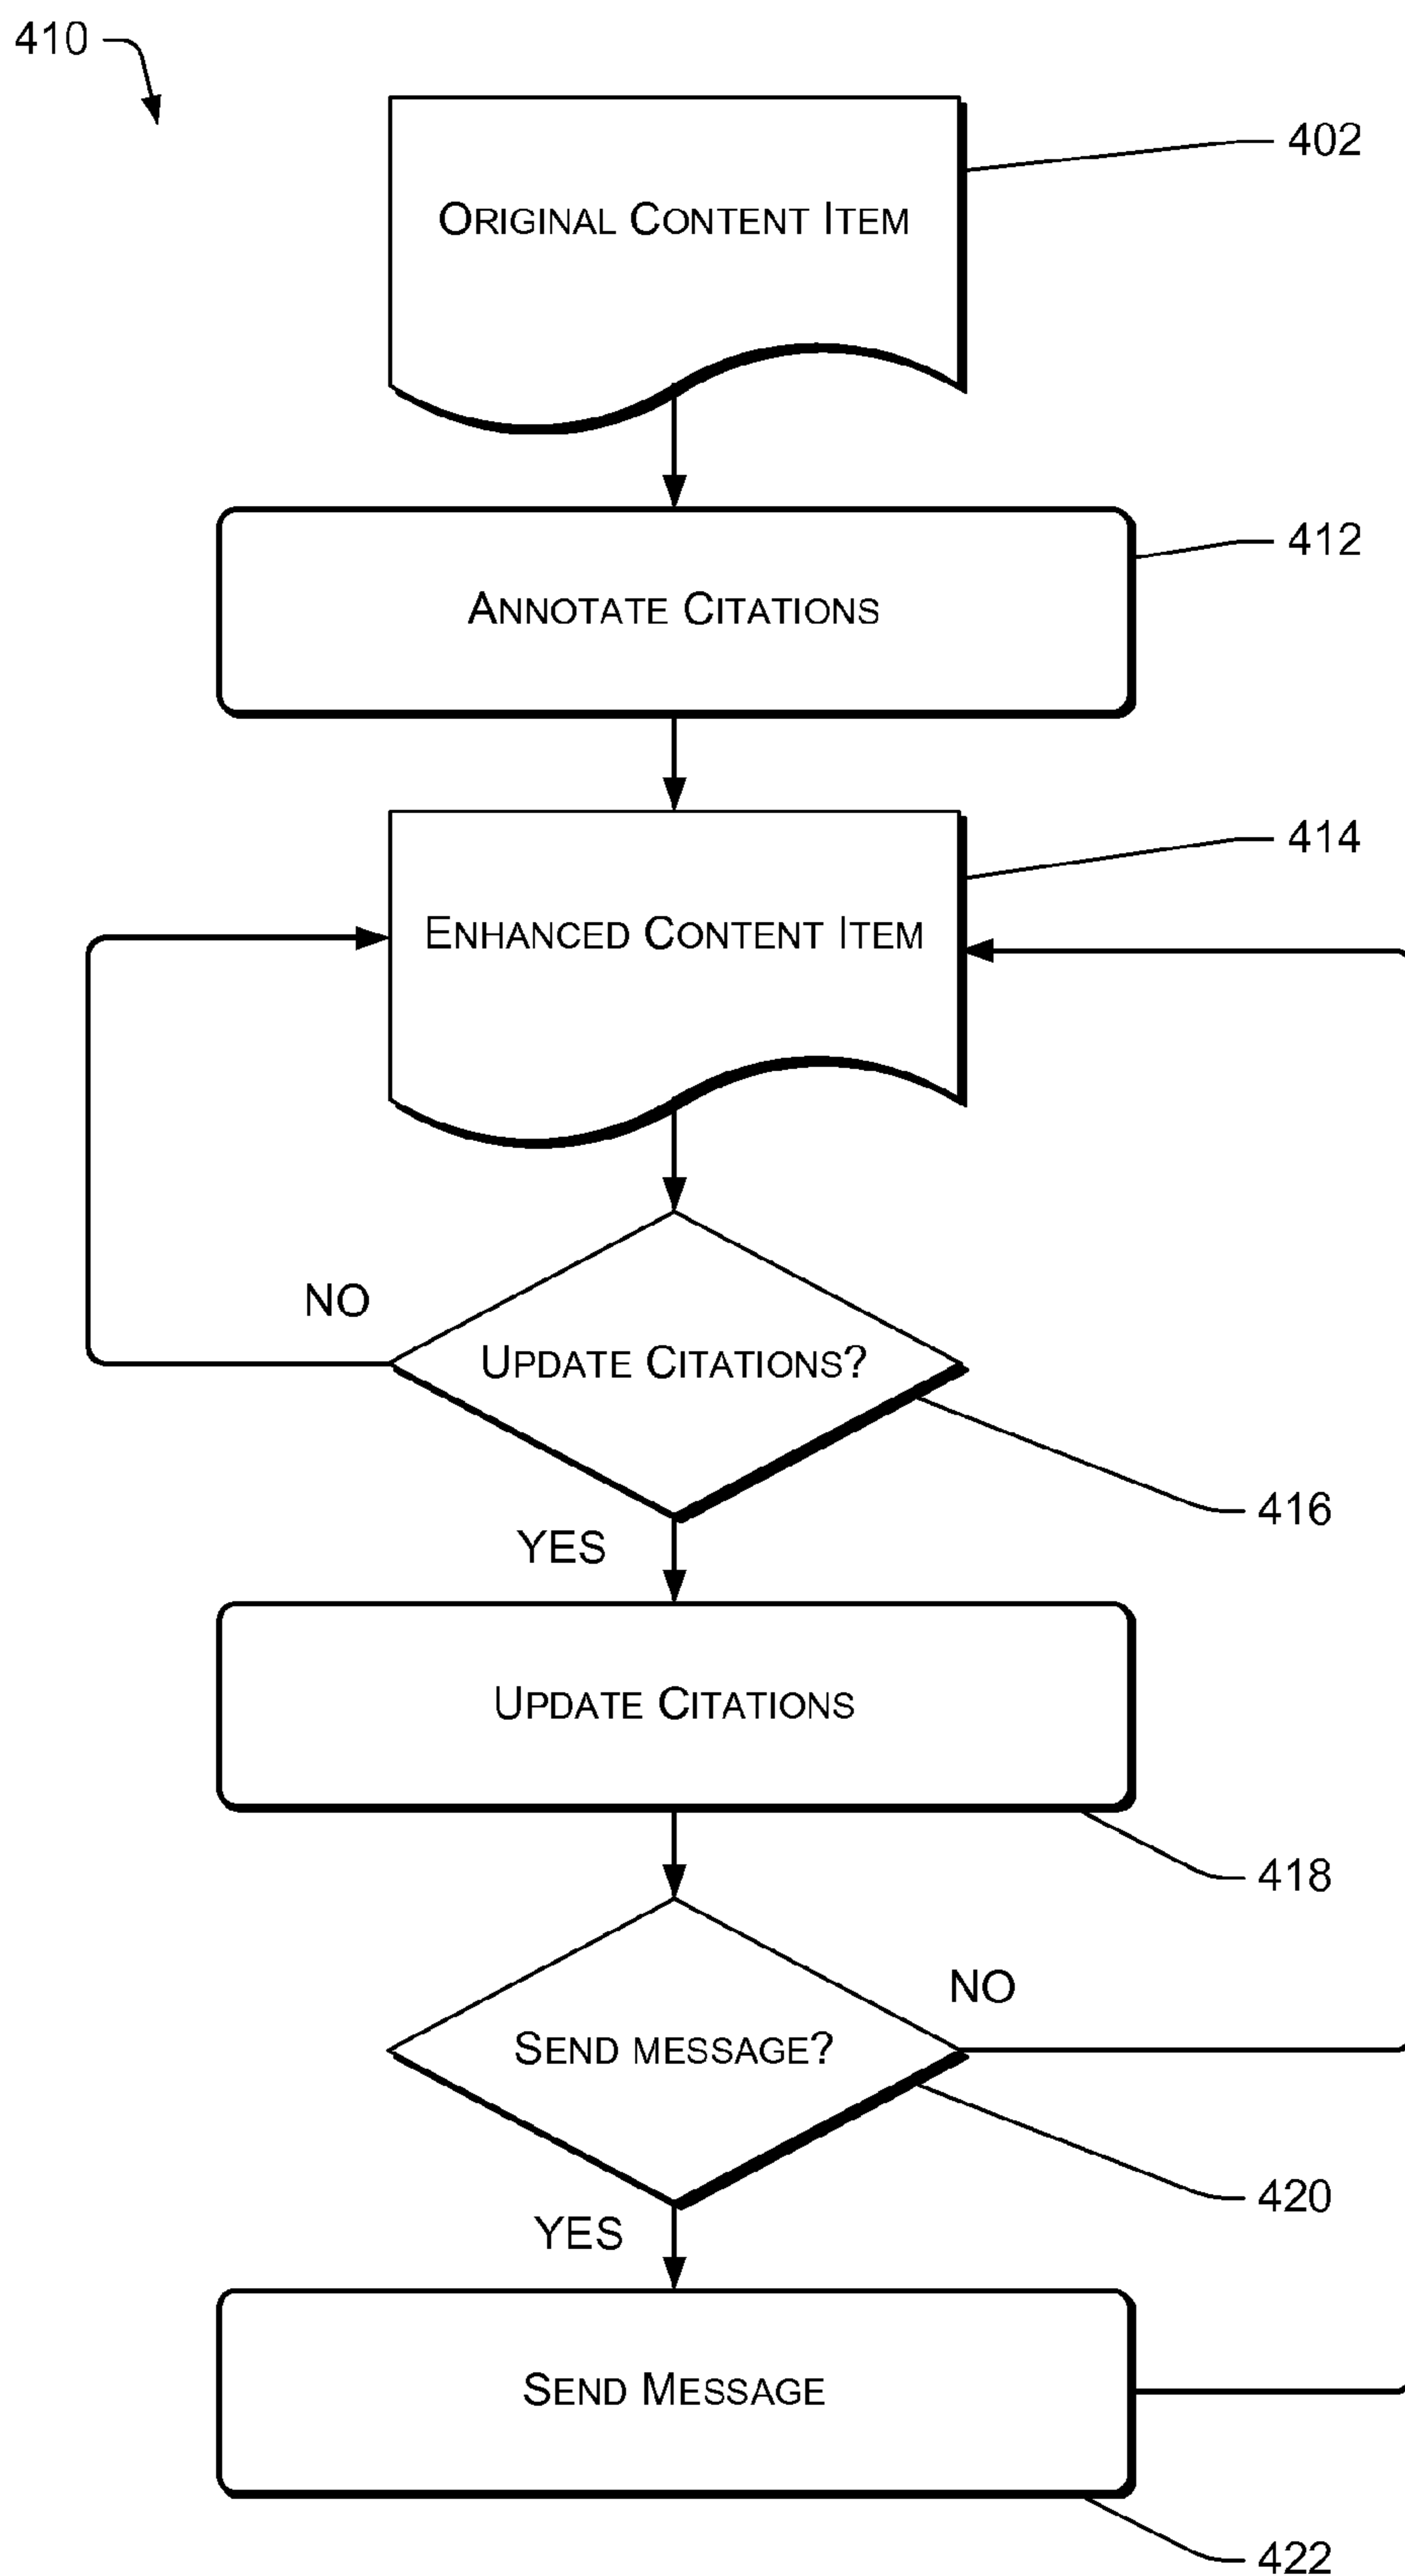 410
402
ORIGINAL CONTENT ITEM
412
ANNOTATE CITATIONS
414
ENHANCED CONTENT ITEM
NO
UPDATE CITATIONS?
416
YES
UPDATE CITATIONS
418
NO
SEND MESSAGE?
420
YES
SEND MESSAGE
422